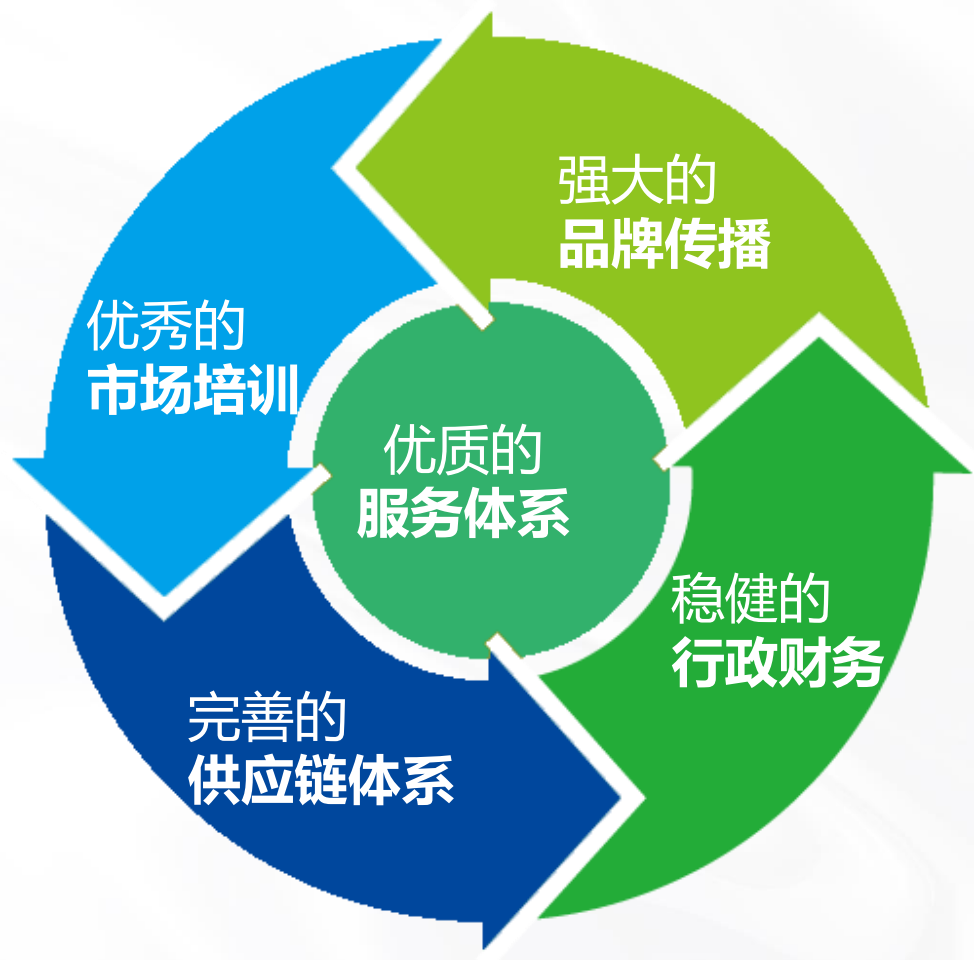 强大的
品牌传播
优秀的
市场培训
优质的
服务体系
稳健的
行政财务
完善的
供应链体系